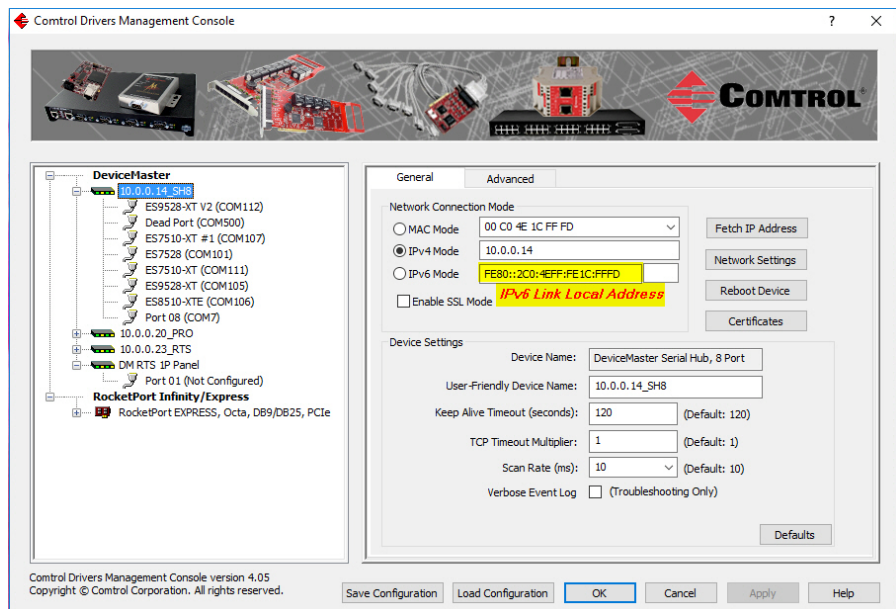 Comtrol Drivers Management Console
? X
COMTROL
DeviceMaster
10.0.0.14_SH8
ES9528-XT V2 (COM112)
Dead Port (COM500)
ES7510-XT #1 (COM107)
ES7528 (COM101)
ES7510-XT (COM111)
ES9528-XT (COM105)
ES8510-XTE (COM106)
Port 08 (COM7)
10.0.0.20_PRO
10.0.0.23_RTS
DM RTS 1P Panel
Port 01 (Not Configured)
RocketPort Infinity/Express
RocketPort EXPRESS, Octa, DB9/DB25, PCIe
General Advanced
Network Connection Mode
MAC Mode 00 C0 4E 1C FF FD
IPv4 Mode 10.0.0.14
IPv6 Mode FE80::2C0:4EFF:FE1C:FFFD
Enable SSL Mode IPv6 Link Local Address
Fetch IP Address
Network Settings
Reboot Device
Certificates
Device Settings
Device Name: DeviceMaster Serial Hub, 8 Port
User-Friendly Device Name: 10.0.0.14_SH8
Keep Alive Timeout (seconds): 120 (Default: 120)
TCP Timeout Multiplier: 1 (Default: 1)
Scan Rate (ms): 10 (Default: 10)
Verbose Event Log (Troubleshooting Only)
Defaults
Comtrol Drivers Management Console version 4.05
Copyright © Comtrol Corporation. All rights reserved.
Save Configuration Load Configuration OK Cancel Apply Help